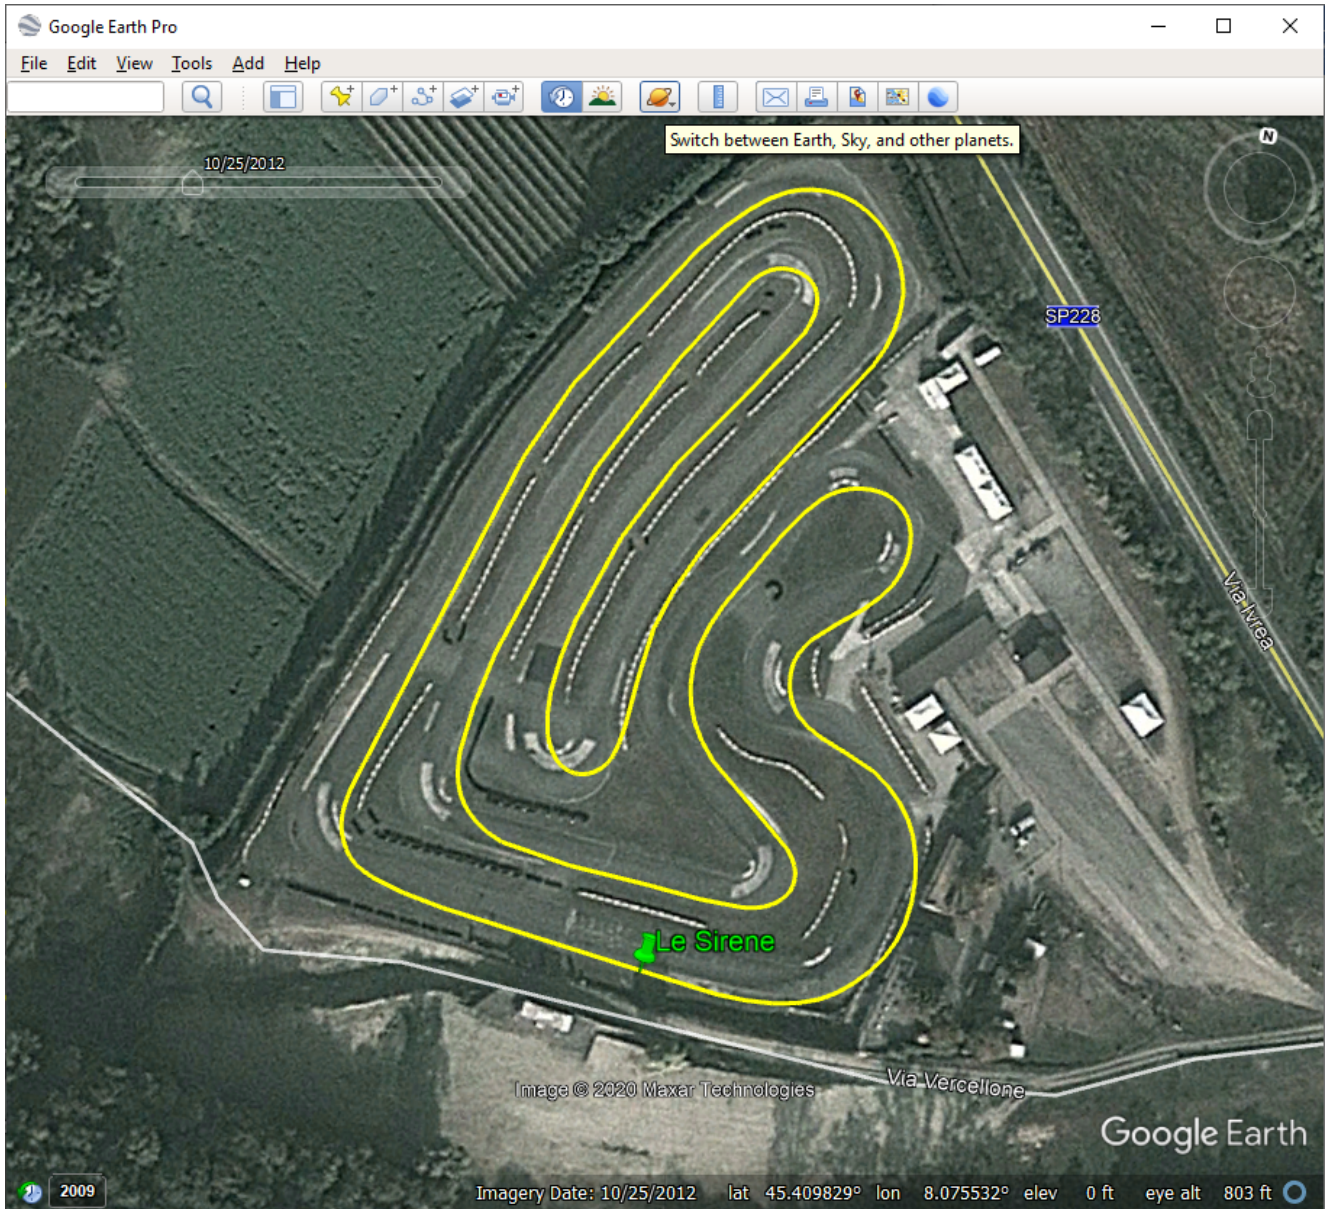 Google Earth Pro
File Edit View Tools Add Help
Switch between Earth, Sky, and other planets.
10/25/2012
N
SP228
Via Ivrea
Le Sirene
Via Vercellone
Image © 2020 Maxar Technologies
Google Earth
2009
Imagery Date: 10/25/2012 lat 45.409829° lon 8.075532° elev 0 ft eye alt 803 ft